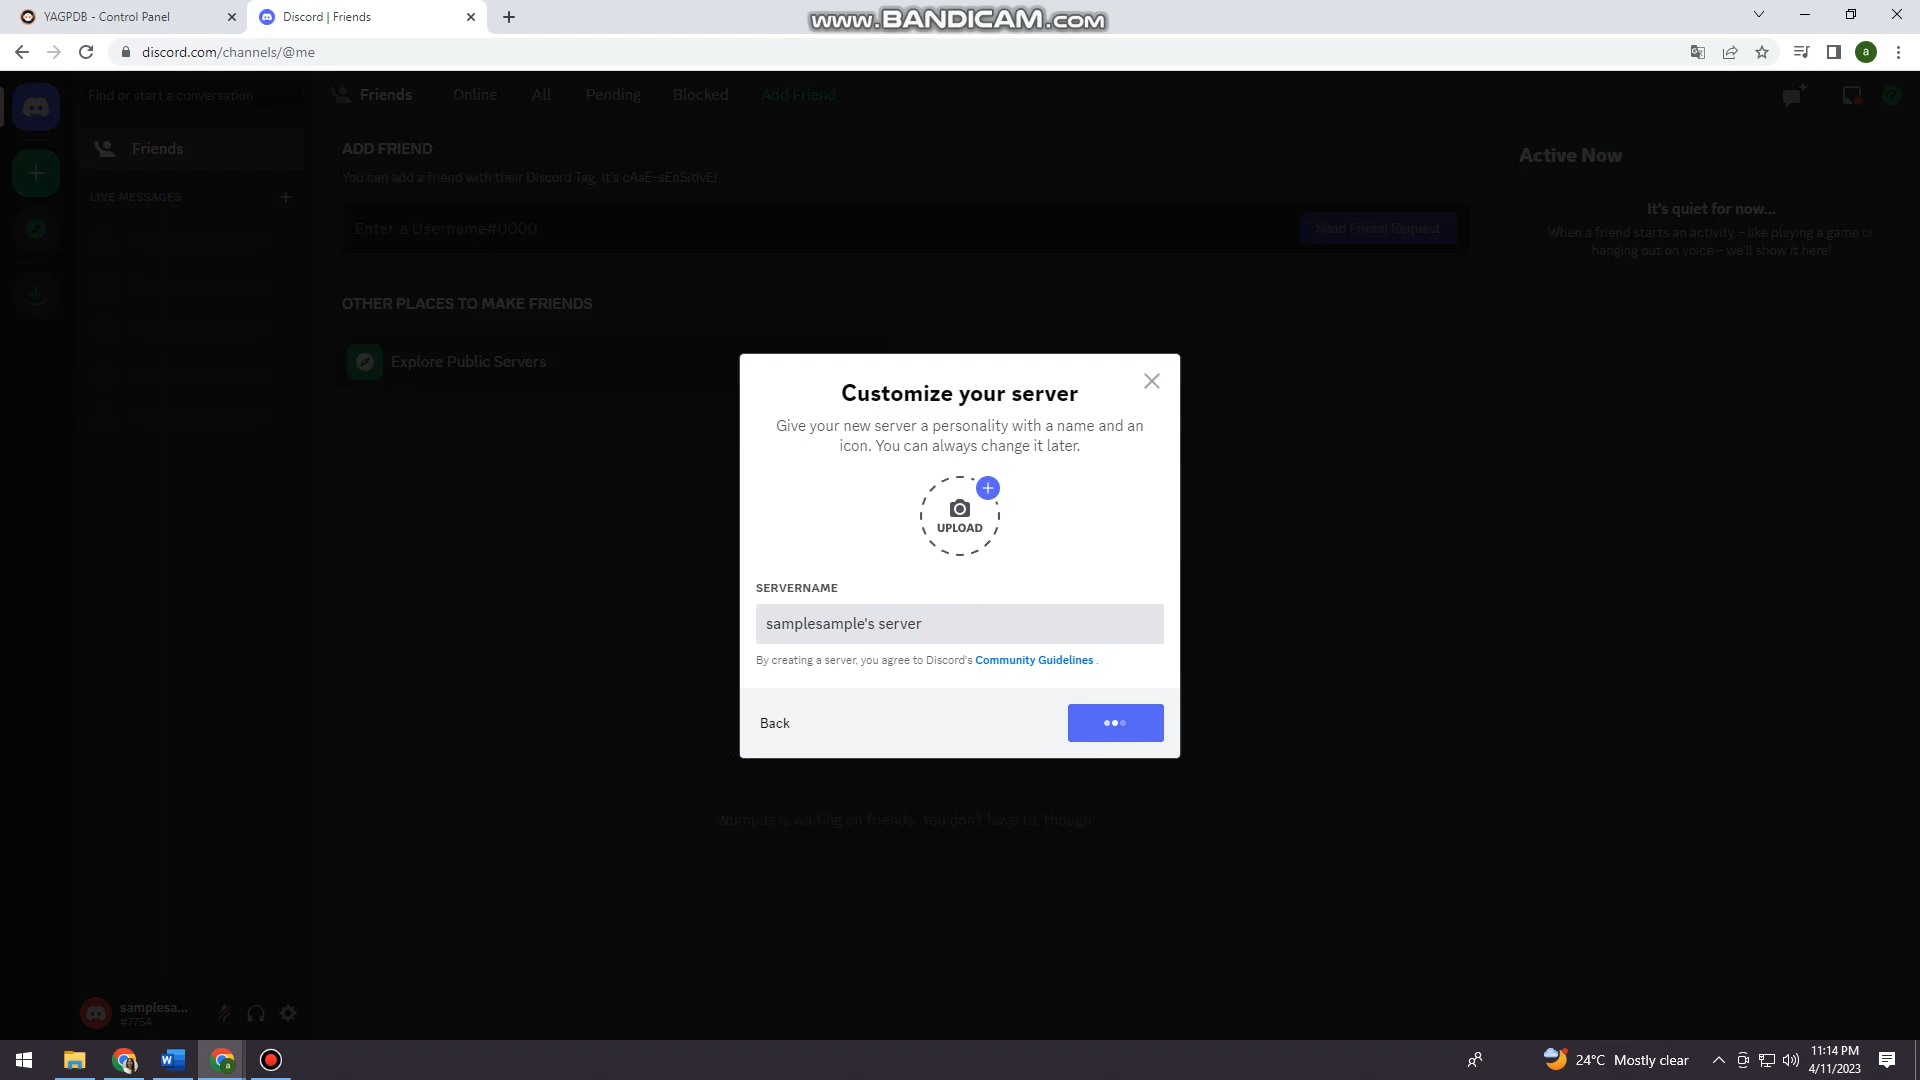 YAGPDB - Control Panel
Discord | Friends
www.BANDICAM.com
discord.com/channels/@me
a
Find or start a conversation
Friends
Online
All
Pending
Blocked
Add Friend
Friends
LIVE MESSAGES
ADD FRIEND
You can add a friend with their Discord Tag. It's cAsE-sEnSitIvE!
Enter a Username#0000
Send Friend Request
OTHER PLACES TO MAKE FRIENDS
Explore Public Servers
Active Now
It's quiet for now...
When a friend starts an activity – like playing a game or
hanging out on voice – we'll show it here!
Customize your server
Give your new server a personality with a name and an
icon. You can always change it later.
UPLOAD
SERVERNAME
samplesample's server
By creating a server, you agree to Discord's Community Guidelines .
Back
Wumpus is waiting on friends. You don't have to, though;
samplesa...
#7754
24°C Mostly clear
11:14 PM
4/11/2023